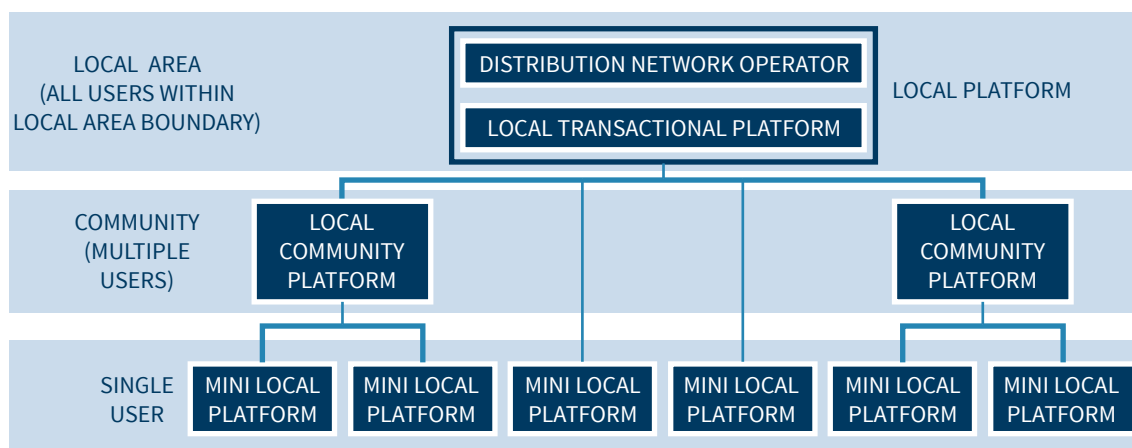 LOCAL AREA
(ALL USERS WITHIN
LOCAL AREA BOUNDARY)
DISTRIBUTION NETWORK OPERATOR
LOCAL TRANSACTIONAL PLATFORM
LOCAL PLATFORM
COMMUNITY
(MULTIPLE
USERS)
LOCAL
COMMUNITY
PLATFORM
LOCAL
COMMUNITY
PLATFORM
SINGLE
USER
MINI LOCAL
PLATFORM
MINI LOCAL
PLATFORM
MINI LOCAL
PLATFORM
MINI LOCAL
PLATFORM
MINI LOCAL
PLATFORM
MINI LOCAL
PLATFORM